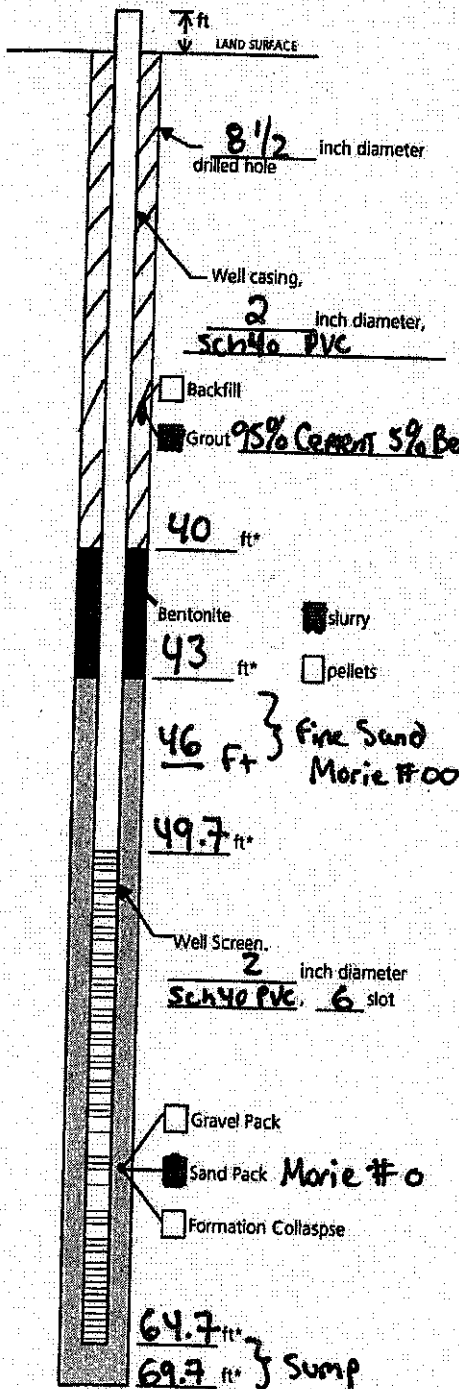 ft
LAND SURFACE
8 1/2 inch diameter
drilled hole
Well casing,
2 inch diameter,
Sch40 PVC
Backfill
Grout 95% Cement 5% Be
40 ft*
Bentonite
slurry
43 ft*
pellets
46 Ft } Fine Sand
Morie #00
49.7 ft*
Well Screen.
2 inch diameter
Sch40 PVC, 6 slot
Gravel Pack
Sand Pack Morie #0
Formation Collaspse
64.7 ft*
69.7 ft* } Sump